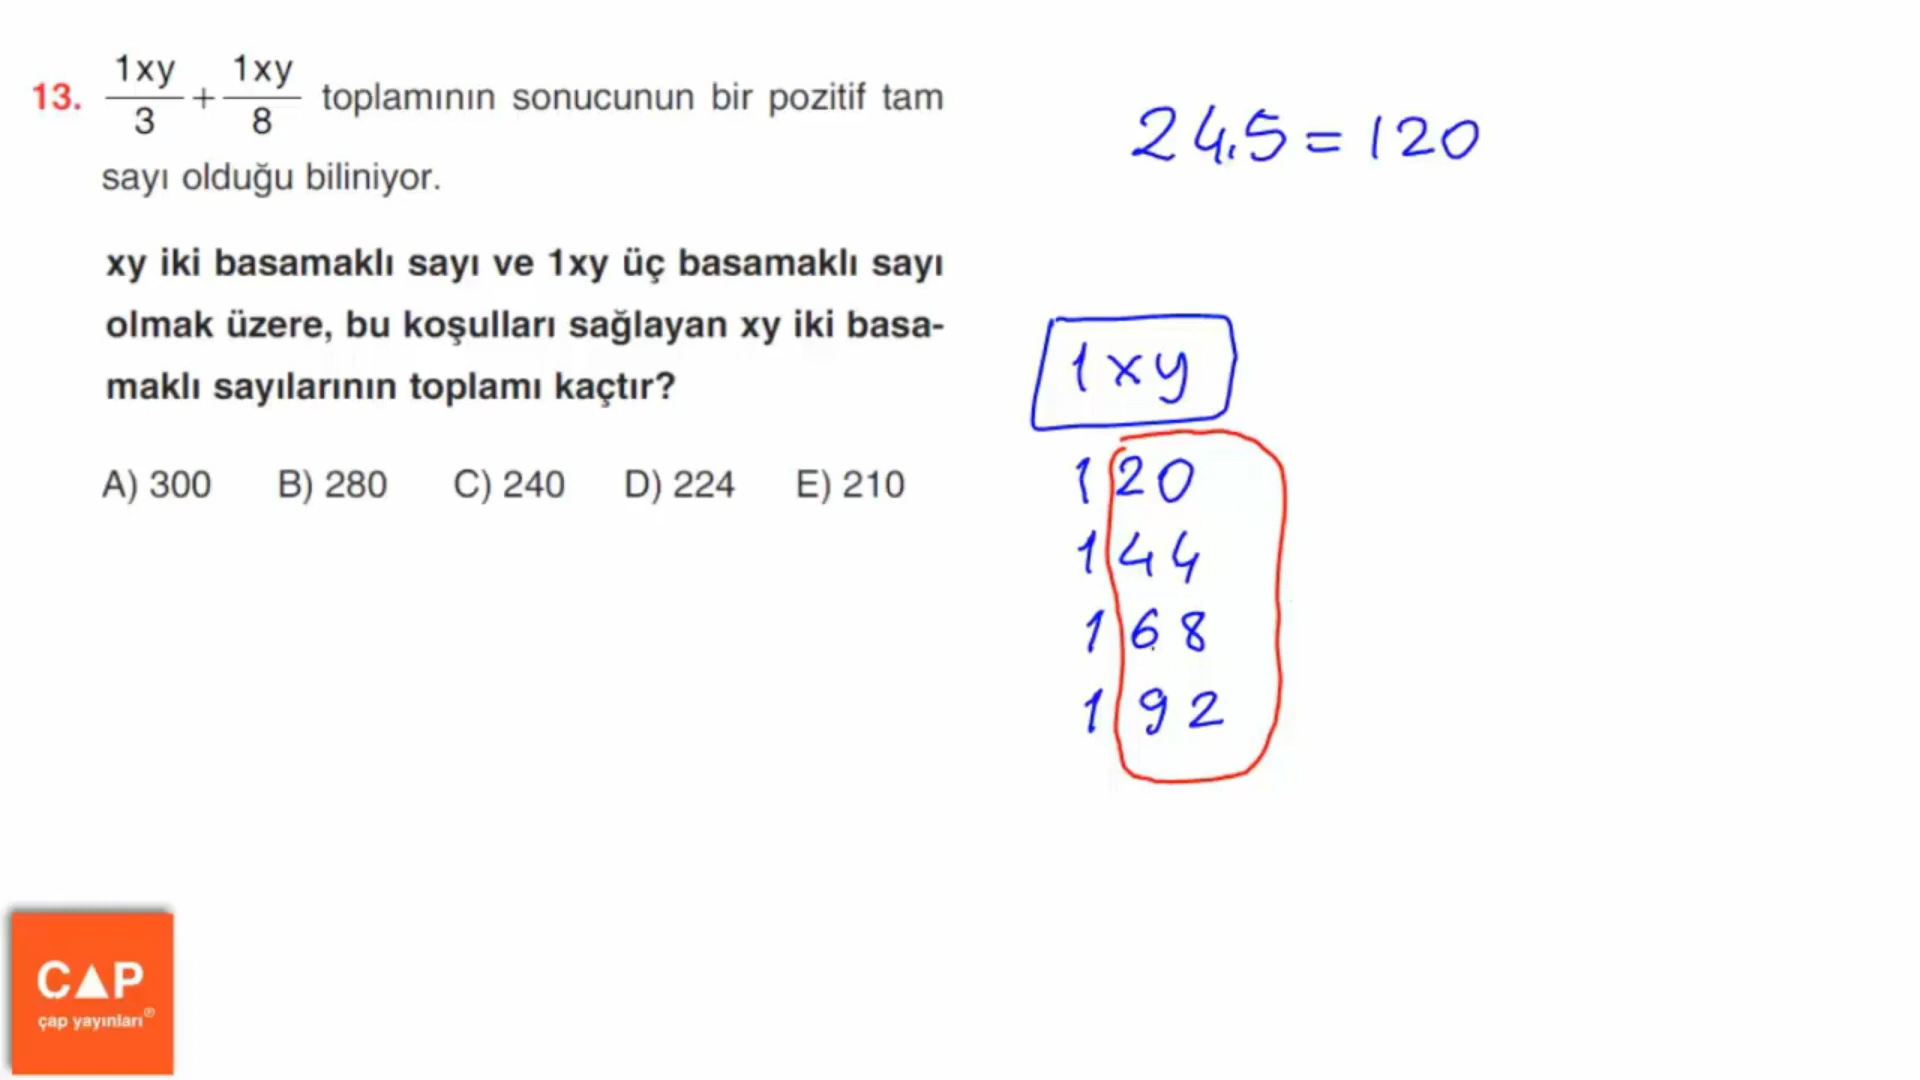 13. 1xy/3 + 1xy/8 toplamının sonucunun bir pozitif tam
sayı olduğu biliniyor.
xy iki basamaklı sayı ve 1xy üç basamaklı sayı
olmak üzere, bu koşulları sağlayan xy iki basa-
maklı sayılarının toplamı kaçtır?
A) 300 B) 280 C) 240 D) 224 E) 210
24.5=120
1xy
120
144
168
192
CAP
çap yayınları®